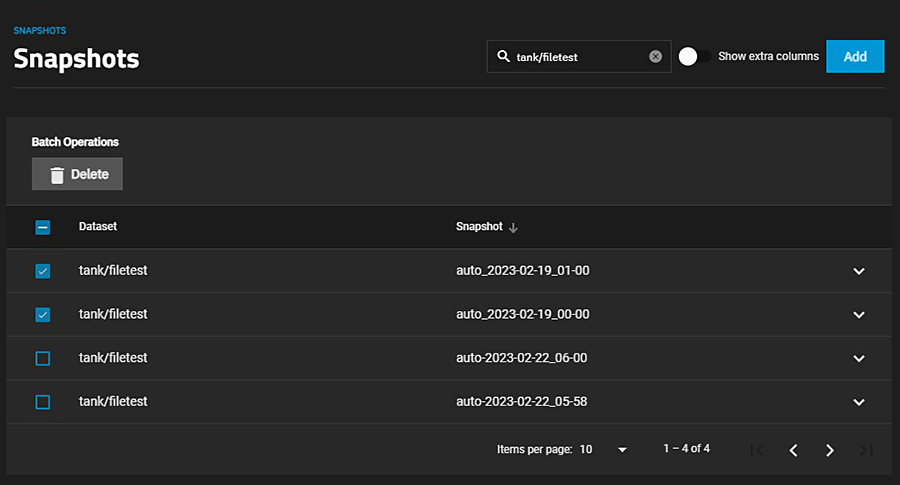 SNAPSHOTS
Snapshots
tank/filetest
Show extra columns
Add
Batch Operations
Delete
Dataset Snapshot
tank/filetest auto_2023-02-19_01-00
tank/filetest auto_2023-02-19_00-00
tank/filetest auto-2023-02-22_06-00
tank/filetest auto-2023-02-22_05-58
Items per page: 10 1 – 4 of 4